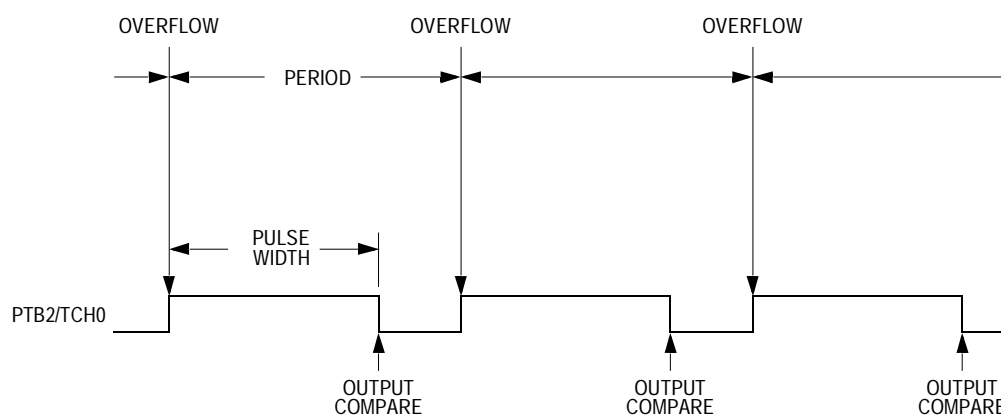 OVERFLOW
OVERFLOW
OVERFLOW
PERIOD
PULSE
WIDTH
PTB2/TCH0
OUTPUT
COMPARE
OUTPUT
COMPARE
OUTPUT
COMPARE